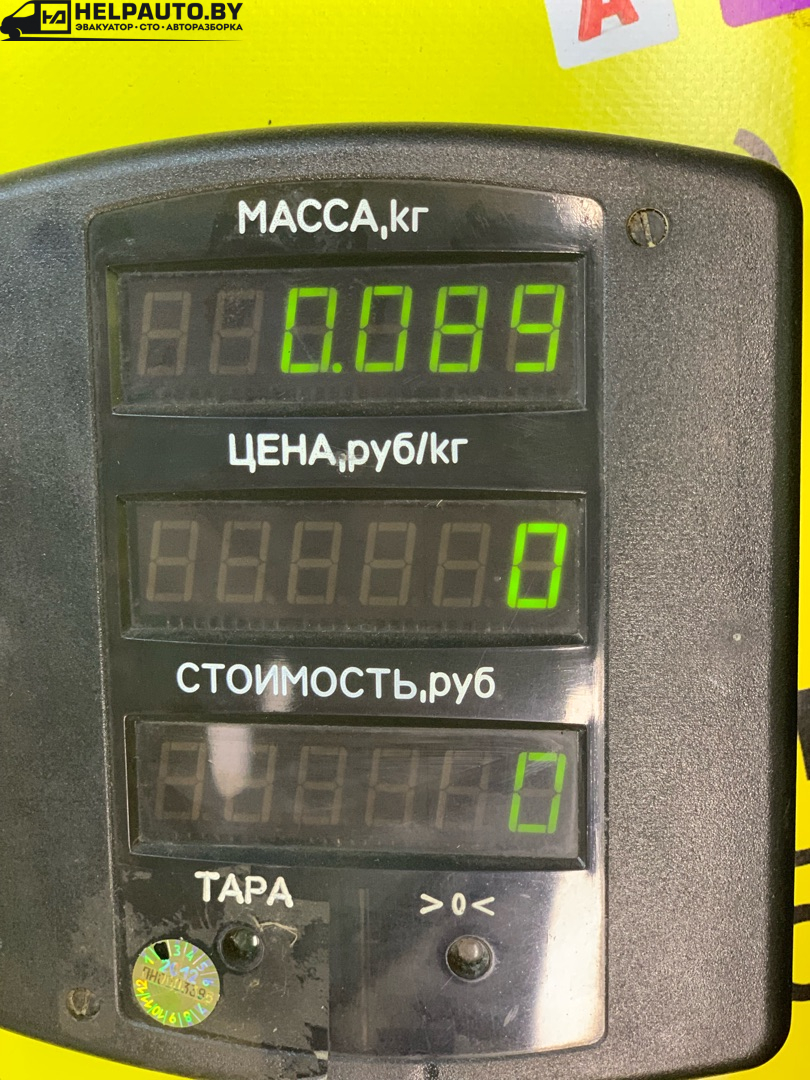 HELPAUTO.BY
ЭВАКУАТОР•СТО•АВТОРАЗБОРКА
А
МАССА,кг
0.089
ЦЕНА,руб/кг
0
СТОИМОСТЬ,руб
0
ТАРА >0<